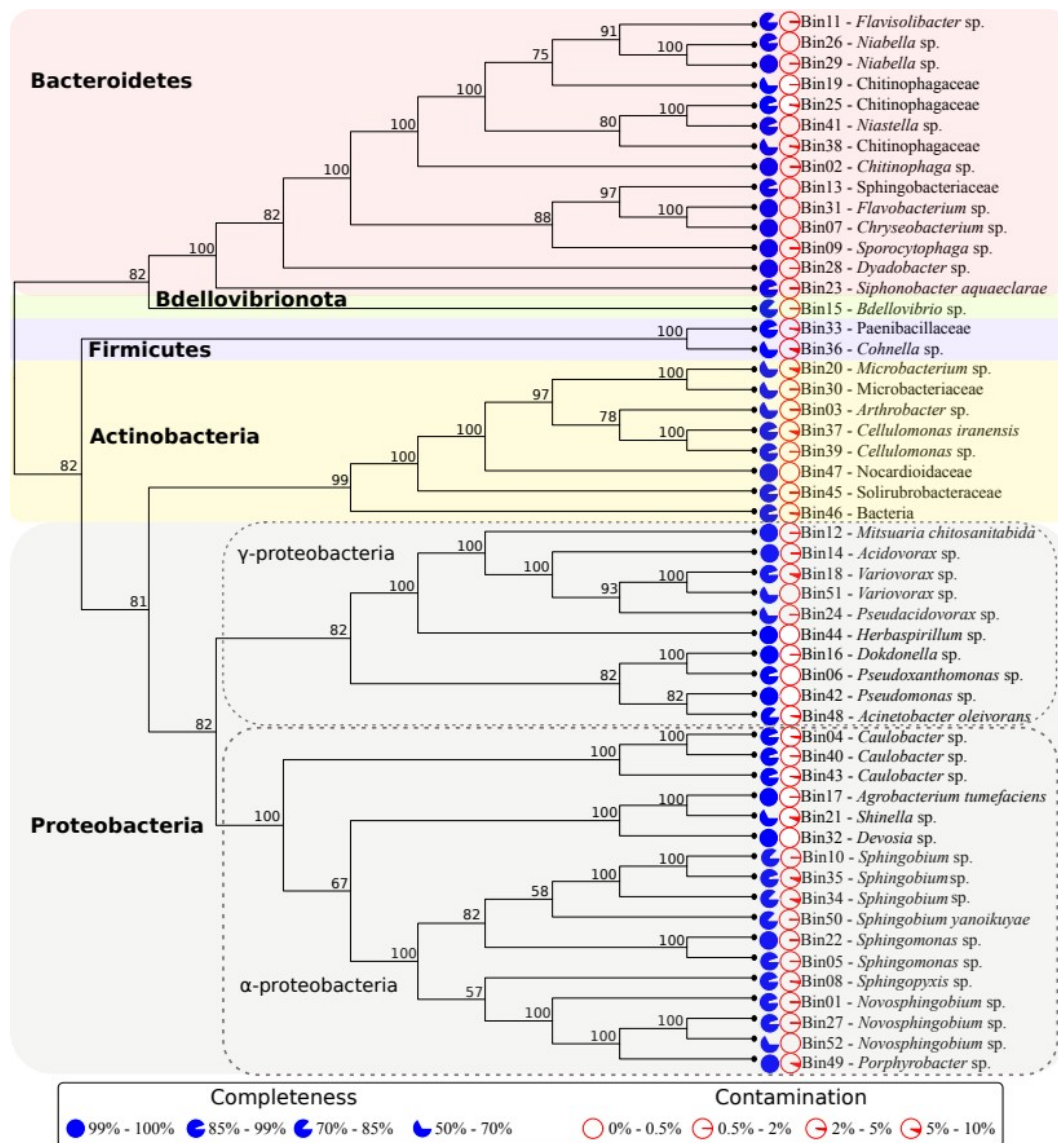 91
Bin11 - Flavisolibacter sp.
Bin26 - Niabella sp.
100
75
Bin29 - Niabella sp.
Bacteroidetes
Bin19 - Chitinophagaceae
100
Bin25 - Chitinophagaceae
100
80
Bin41 - Niastella sp.
100
Bin38 - Chitinophagaceae
Bin02 - Chitinophaga sp.
100
Bin13 - Sphingobacteriaceae
97
Bin31 - Flavobacterium sp.
100
82
88
Bin07 - Chryseobacterium sp.
100
Bin09 - Sporocytophaga sp.
Bin28 - Dyadobacter sp.
82
Bin23 - Siphonobacter aquaeclarae
Bdellovibrionota
Bin15 - Bdellovibrio sp.
100
Bin33 - Paenibacillaceae
Firmicutes
Bin36 - Cohnella sp.
Bin20 - Microbacterium sp.
100
97
Bin30 - Microbacteriaceae
Bin03 - Arthrobacter sp.
78
Actinobacteria
100
Bin37 - Cellulomonas iranensis
100
Bin39 - Cellulomonas sp.
82
100
Bin47 - Nocardioidaceae
99
Bin45 - Solirubrobacteraceae
Bin46 - Bacteria
Bin12 - Mitsuaria chitosanitabida
γ-proteobacteria
100
Bin14 - Acidovorax sp.
100
100
100
Bin18 - Variovorax sp.
93
Bin51 - Variovorax sp.
81
Bin24 - Pseudacidovorax sp.
82
Bin44 - Herbaspirillum sp.
100
Bin16 - Dokdonella sp.
82
Bin06 - Pseudoxanthomonas sp.
82
Bin42 - Pseudomonas sp.
Bin48 - Acinetobacter oleivorans
82
100
Bin04 - Caulobacter sp.
100
Bin40 - Caulobacter sp.
Bin43 - Caulobacter sp.
100
Bin17 - Agrobacterium tumefaciens
Proteobacteria
100
100
Bin21 - Shinella sp.
Bin32 - Devosia sp.
100
Bin10 - Sphingobium sp.
67
100
Bin35 - Sphingobium sp.
58
Bin34 - Sphingobium sp.
82
Bin50 - Sphingobium yanoikuyae
100
100
Bin22 - Sphingomonas sp.
Bin05 - Sphingomonas sp.
α-proteobacteria
57
Bin08 - Sphingopyxis sp.
100
Bin01 - Novosphingobium sp.
100
100
Bin27 - Novosphingobium sp.
Bin52 - Novosphingobium sp.
Bin49 - Porphyrobacter sp.
Completeness
99% - 100%
85% - 99%
70% - 85%
50% - 70%
Contamination
0% - 0.5%
0.5% - 2%
2% - 5%
5% - 10%